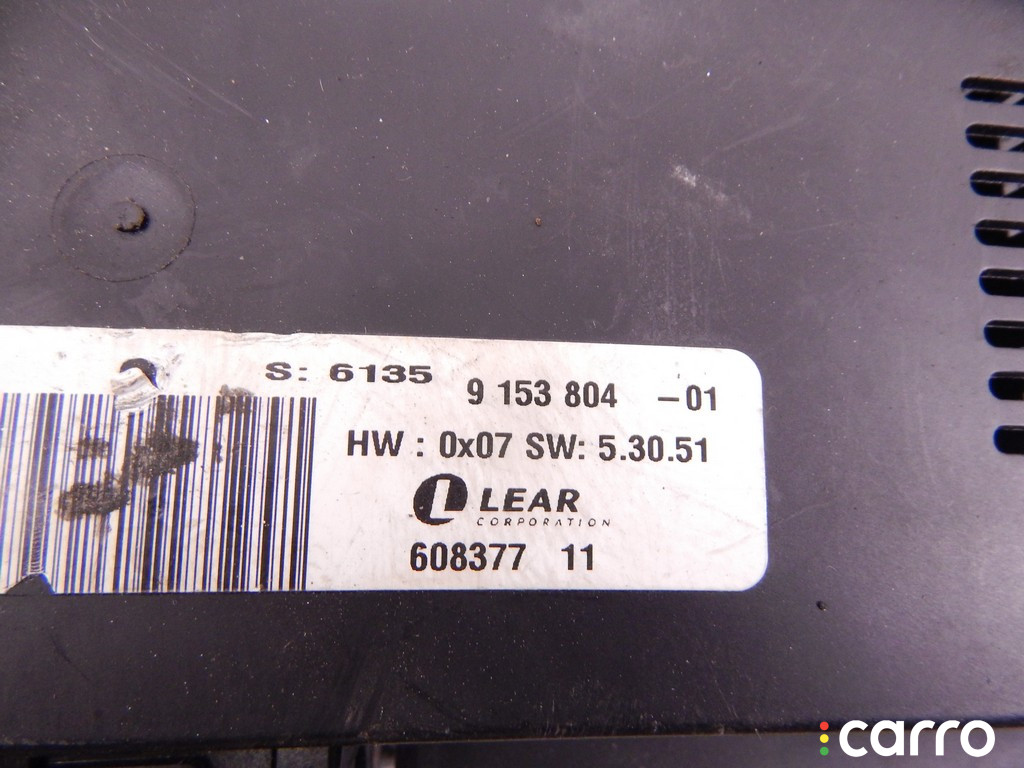 S: 6135 9 153 804 -01
HW : 0x07 SW: 5.30.51
LEAR
CORPORATION
608377 11
carro